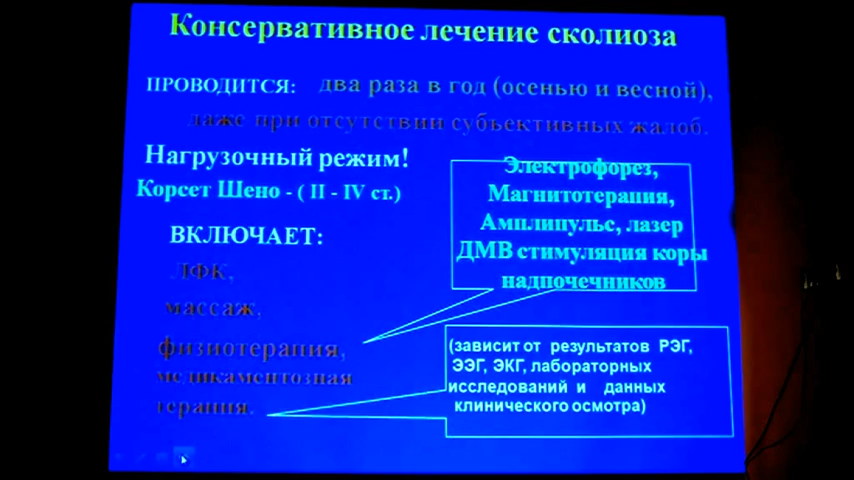 Консервативное лечение сколиоза
ПРОВОДИТСЯ: два раза в год (осенью и весной),
даже при отсутствии субъективных жалоб.
Нагрузочный режим!
Корсет Шено - ( II - IV ст.)
ВКЛЮЧАЕТ:
ЛФК,
массаж,
физиотерапия,
медикаментозная
терапия.
Электрофорез,
Магнитотерапия,
Амплипульс, лазер
ДМВ стимуляция коры
надпочечников
(зависит от результатов РЭГ,
ЭЭГ, ЭКГ, лабораторных
исследований и данных
клинического осмотра)